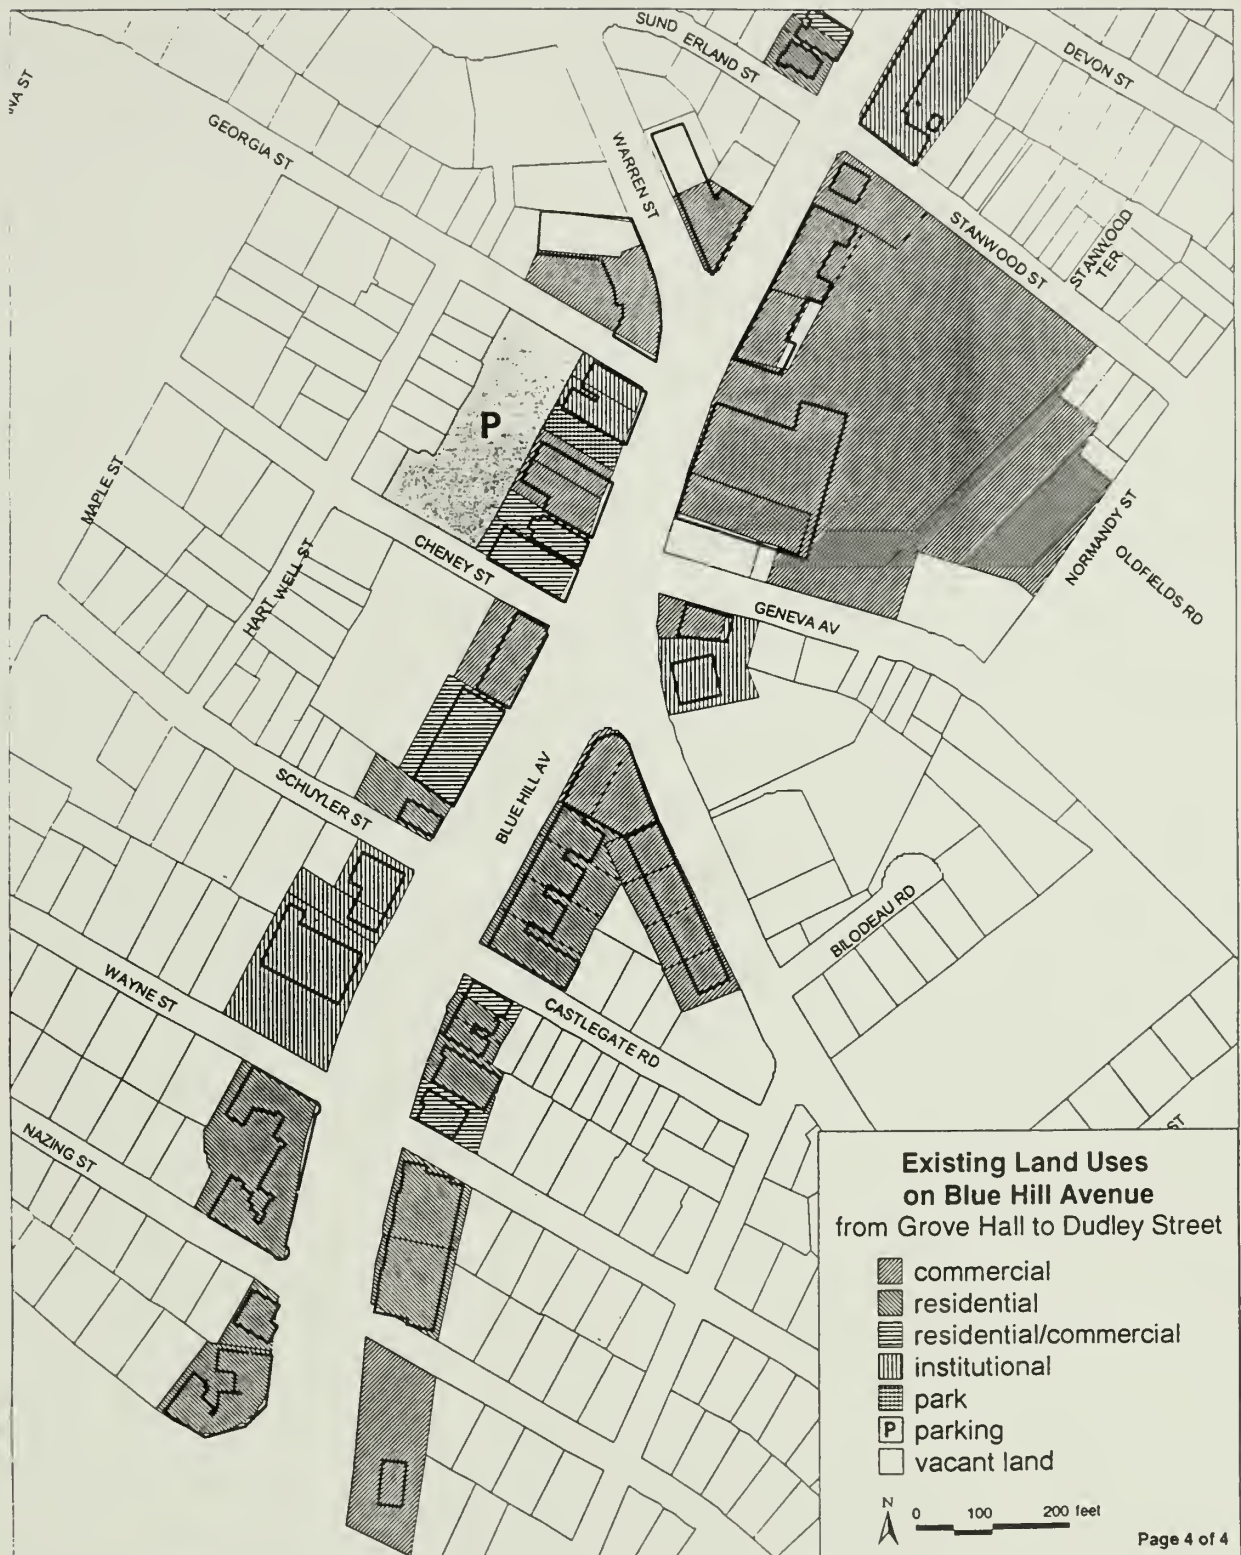 SUND ERLAND ST
DEVON ST
GEORGIA ST
WARREN ST
STANWOOD ST
STANWOOD
TER
P
MAPLE ST
HART WELL ST
CHENEY ST
NORMANDY ST
OLDFIELDS RD
GENEVA AV
SCHUYLER ST
BLUE HILL AV
BILODEAU RD
WAYNE ST
CASTLEGATE RD
NAZING ST
ST
Existing Land Uses
on Blue Hill Avenue
from Grove Hall to Dudley Street
commercial
residential
residential/commercial
institutional
park
P parking
vacant land
N
0 100 200 feet
Page 4 of 4